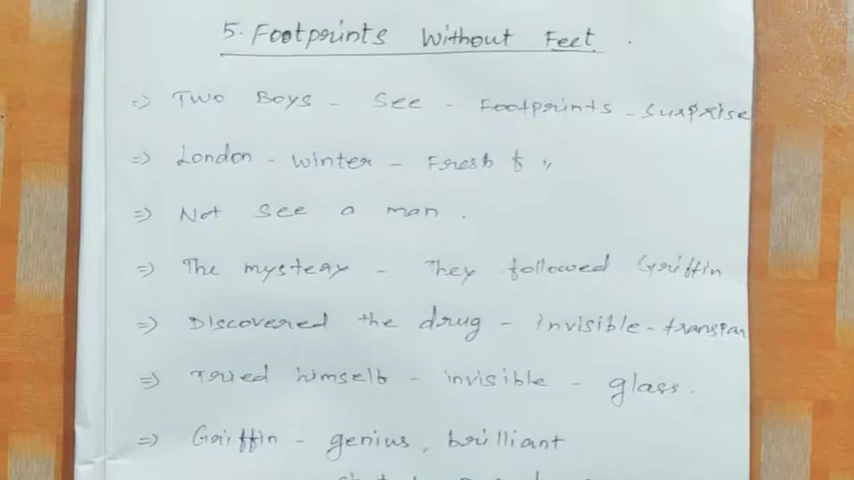 5. Footprints Without Feet.
=> Two Boys - See - Footprints - surprise
=> London - winter - Fresh f "
=> Not see a man.
=> The mystery - They followed Griffin
=> Discovered the drug - invisible - transpar
=> Tried himself - invisible - glass.
=> Griffin - genius, brilliant